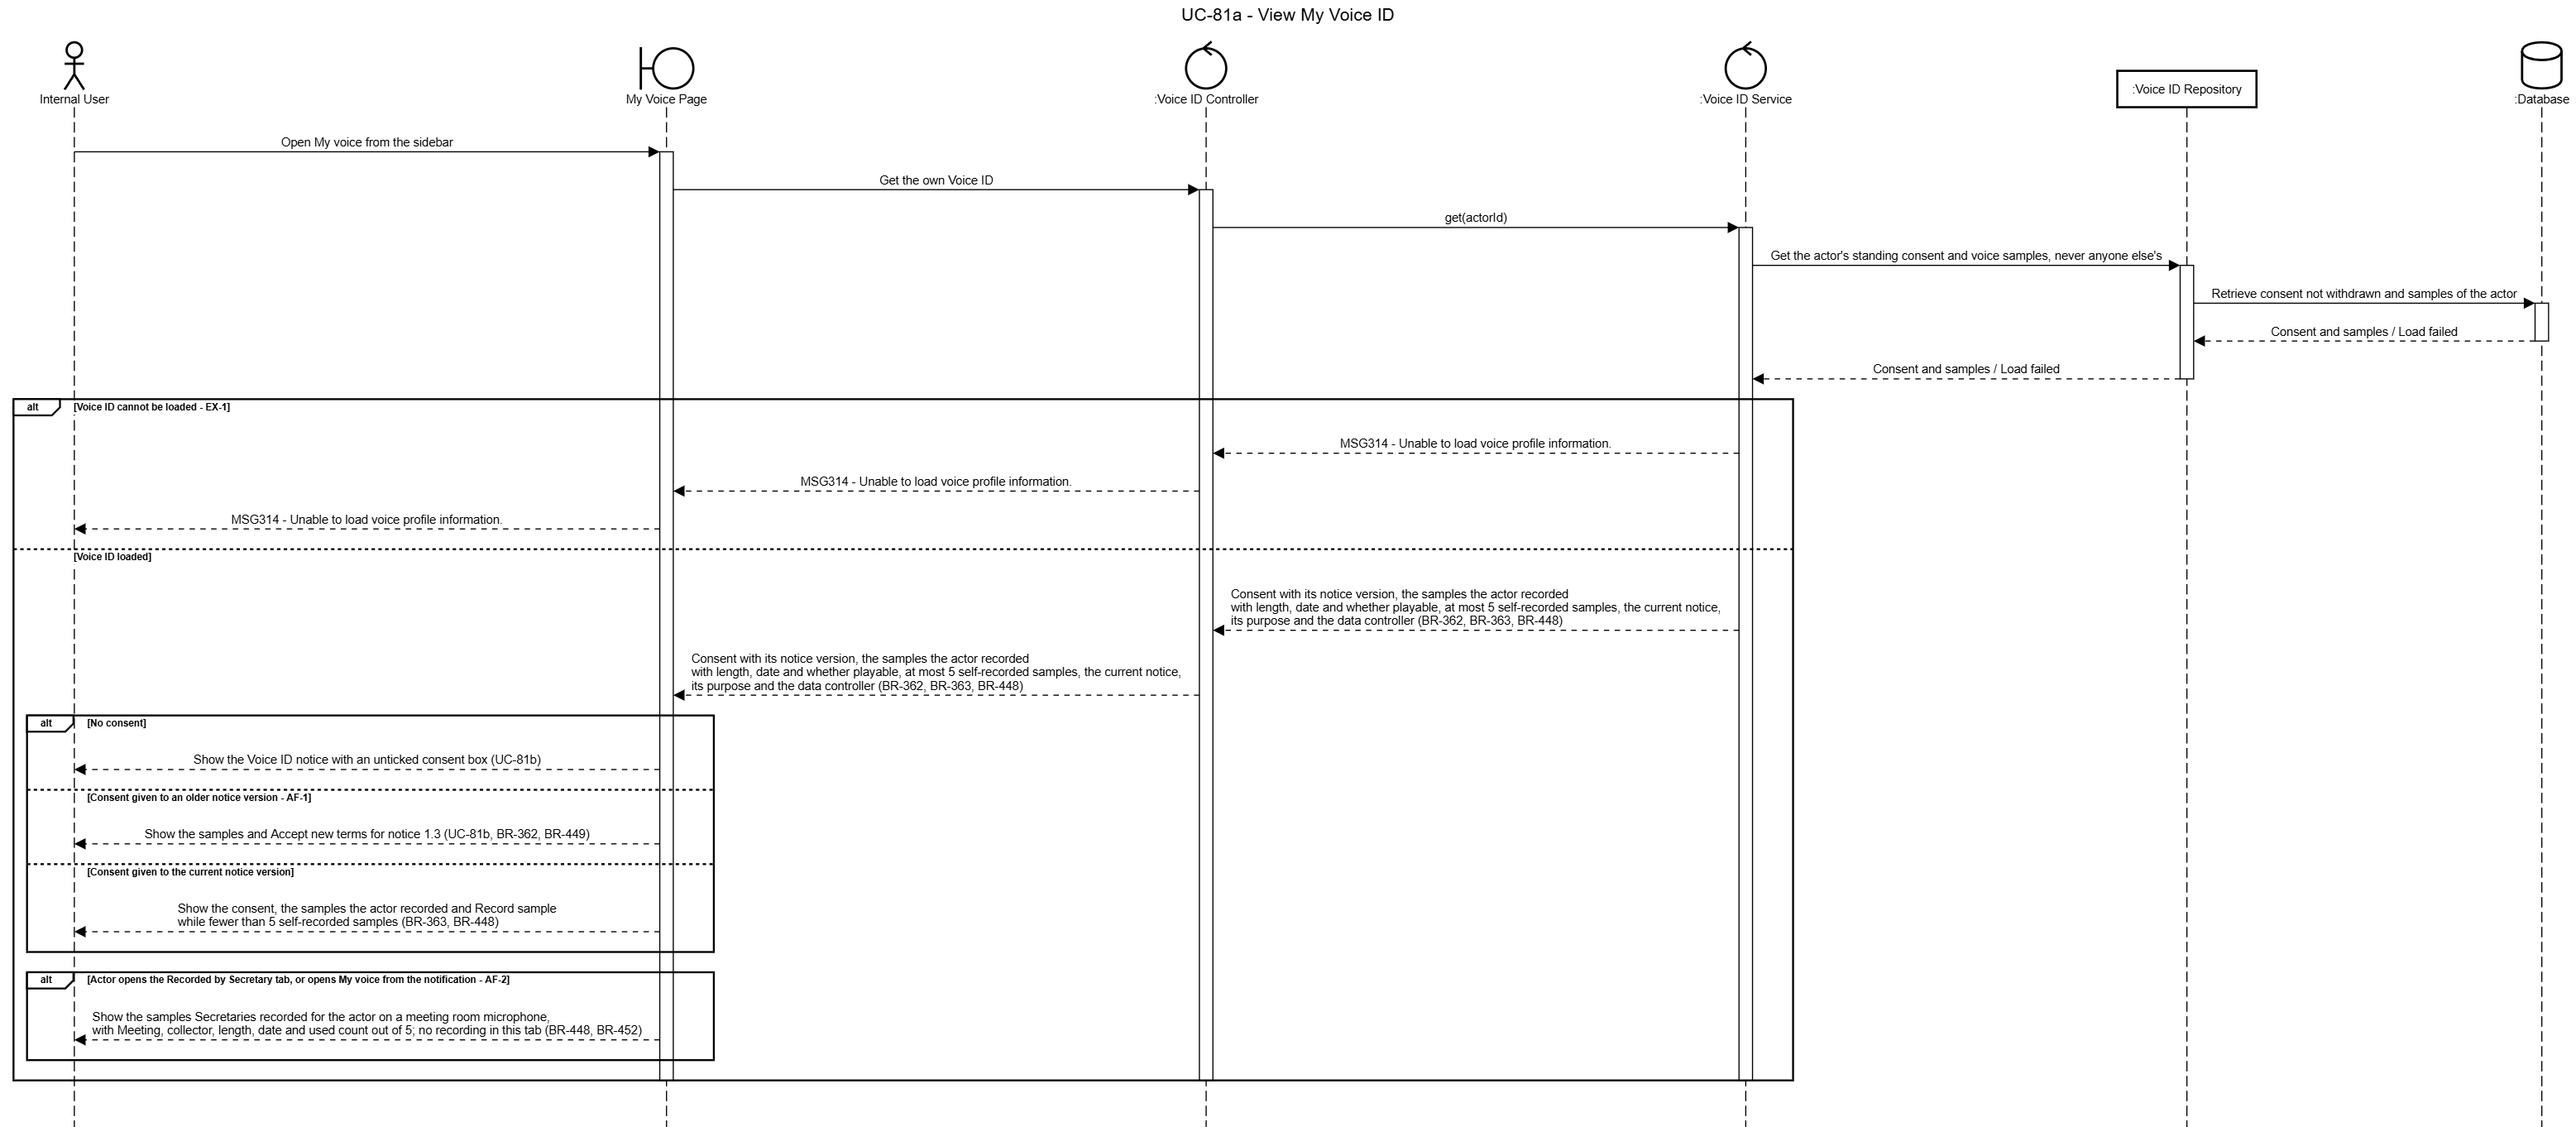 UC-81a - View My Voice ID
Internal User
My Voice Page
:Voice ID Controller
:Voice ID Service
:Voice ID Repository
:Database
Open My voice from the sidebar
Get the own Voice ID
get(actorId)
Get the actor's standing consent and voice samples, never anyone else's
Retrieve consent not withdrawn and samples of the actor
Consent and samples / Load failed
Consent and samples / Load failed
alt
[Voice ID cannot be loaded - EX-1]
MSG314 - Unable to load voice profile information.
MSG314 - Unable to load voice profile information.
MSG314 - Unable to load voice profile information.
[Voice ID loaded]
Consent with its notice version, the samples the actor recorded
with length, date and whether playable, at most 5 self-recorded samples, the current notice,
its purpose and the data controller (BR-362, BR-363, BR-448)
Consent with its notice version, the samples the actor recorded
with length, date and whether playable, at most 5 self-recorded samples, the current notice,
its purpose and the data controller (BR-362, BR-363, BR-448)
alt
[No consent]
Show the Voice ID notice with an unticked consent box (UC-81b)
[Consent given to an older notice version - AF-1]
Show the samples and Accept new terms for notice 1.3 (UC-81b, BR-362, BR-449)
[Consent given to the current notice version]
Show the consent, the samples the actor recorded and Record sample
while fewer than 5 self-recorded samples (BR-363, BR-448)
alt
[Actor opens the Recorded by Secretary tab, or opens My voice from the notification - AF-2]
Show the samples Secretaries recorded for the actor on a meeting room microphone,
with Meeting, collector, length, date and used count out of 5; no recording in this tab (BR-448, BR-452)